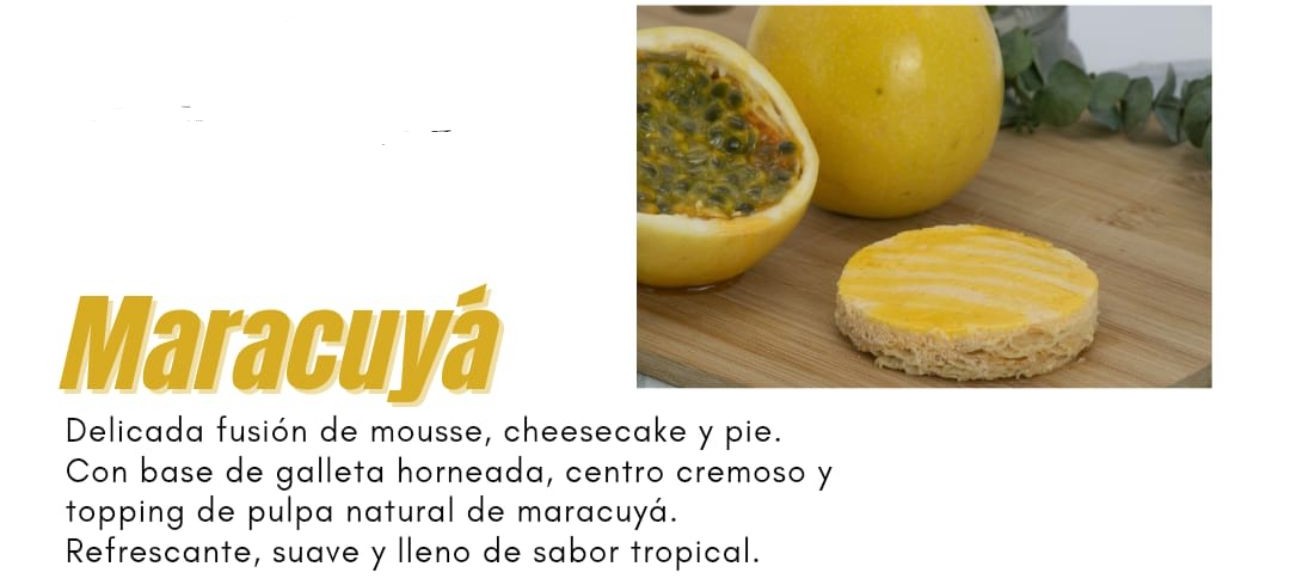 Maracuyá
Delicada fusión de mousse, cheesecake y pie.
Con base de galleta horneada, centro cremoso y
topping de pulpa natural de maracuyá.
Refrescante, suave y lleno de sabor tropical.